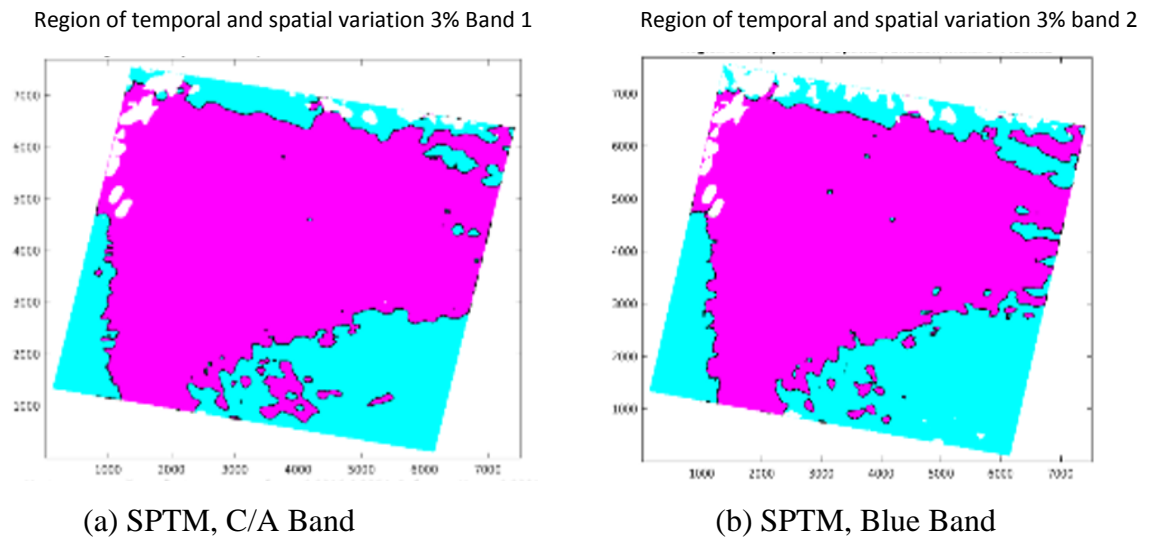 Region of temporal and spatial variation 3% Band 1
Region of temporal and spatial variation 3% band 2
7000
6000
5000
4000
3000
2000
1000
1000 2000 3000 4000 5000 6000 7000
7000
6000
5000
4000
3000
2000
1000
1000 2000 3000 4000 5000 6000 7000
(a) SPTM, C/A Band
(b) SPTM, Blue Band